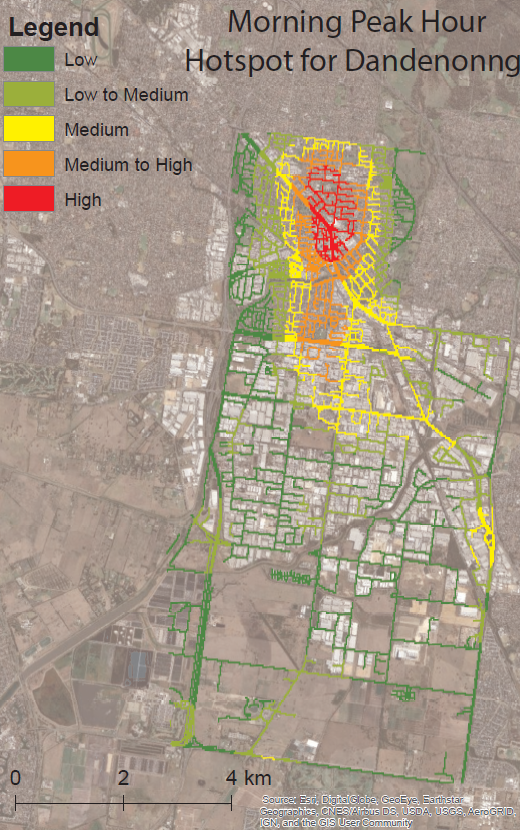 Morning Peak Hour
Hotspot for Dandenonng
Legend
Low
Low to Medium
Medium
Medium to High
High
0 2 4 km
Source: Esri, DigitalGlobe, GeoEye, Earthstar
Geographics, CNES/Airbus DS, USDA, USGS, AeroGRID,
IGN, and the GIS User Community